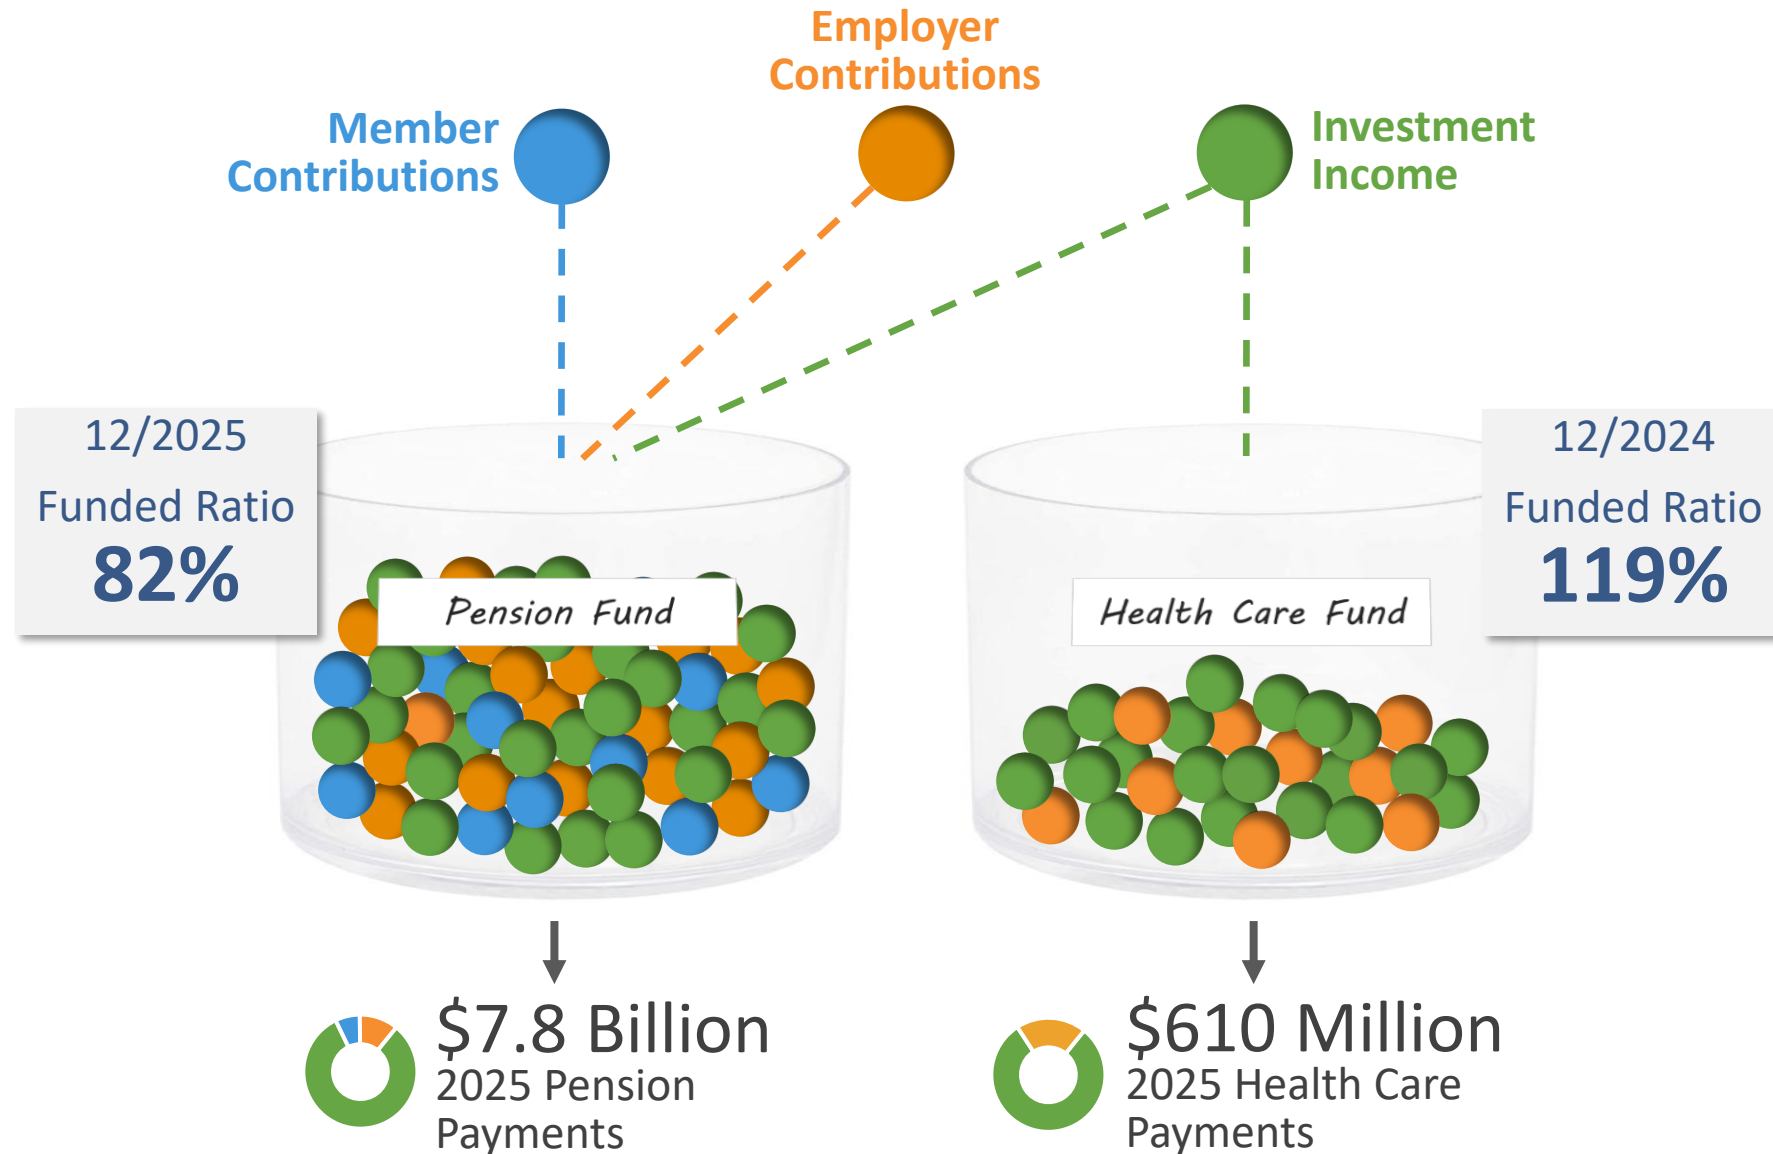 Employer
Contributions
Member
Contributions
Investment
Income
12/2025
Funded Ratio
82%
12/2024
Funded Ratio
119%
Pension Fund
Health Care Fund
$7.8 Billion
2025 Pension
Payments
$610 Million
2025 Health Care
Payments